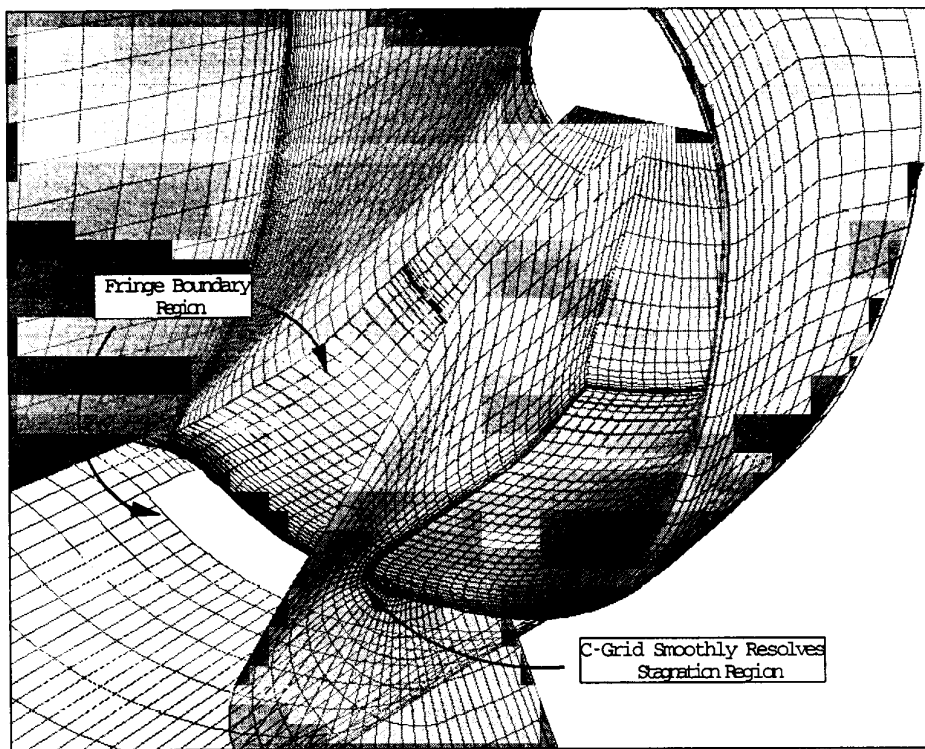 Fringe Boundary
Region
C-Grid Smoothly Resolves
Stagnation Region